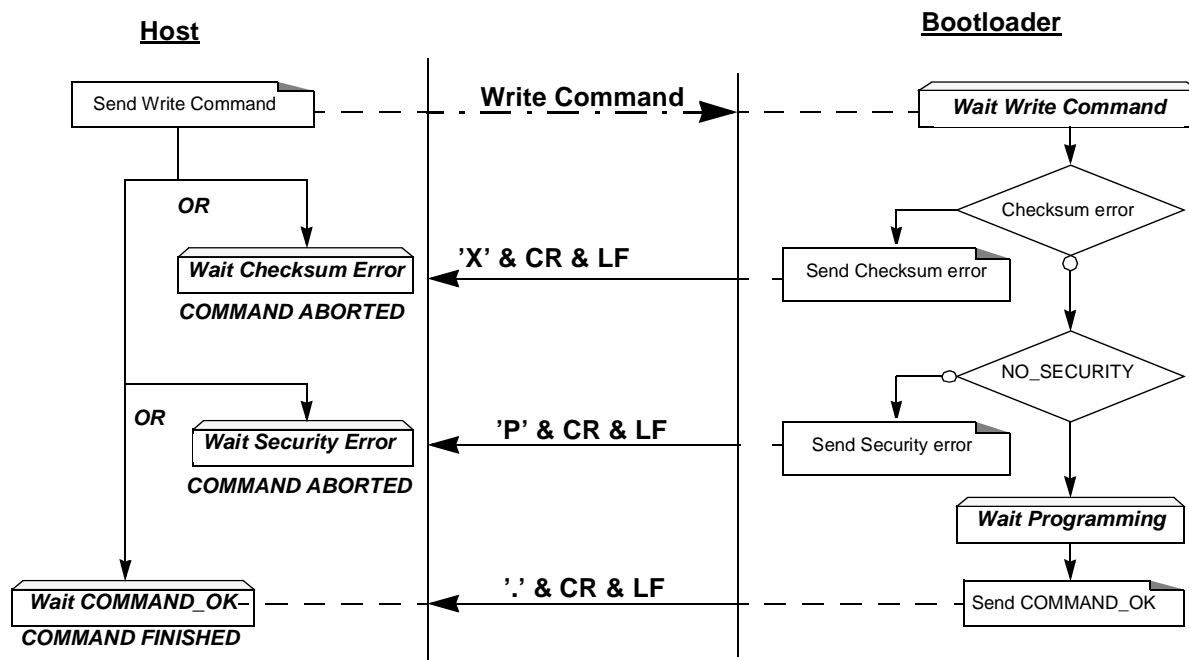 Host
Bootloader
Send Write Command
Write Command
Wait Write Command
OR
Checksum error
Wait Checksum Error
’X’ & CR & LF
Send Checksum error
COMMAND ABORTED
NO_SECURITY
OR
Wait Security Error
’P’ & CR & LF
Send Security error
COMMAND ABORTED
Wait Programming
Wait COMMAND_OK
’.’ & CR & LF
Send COMMAND_OK
COMMAND FINISHED